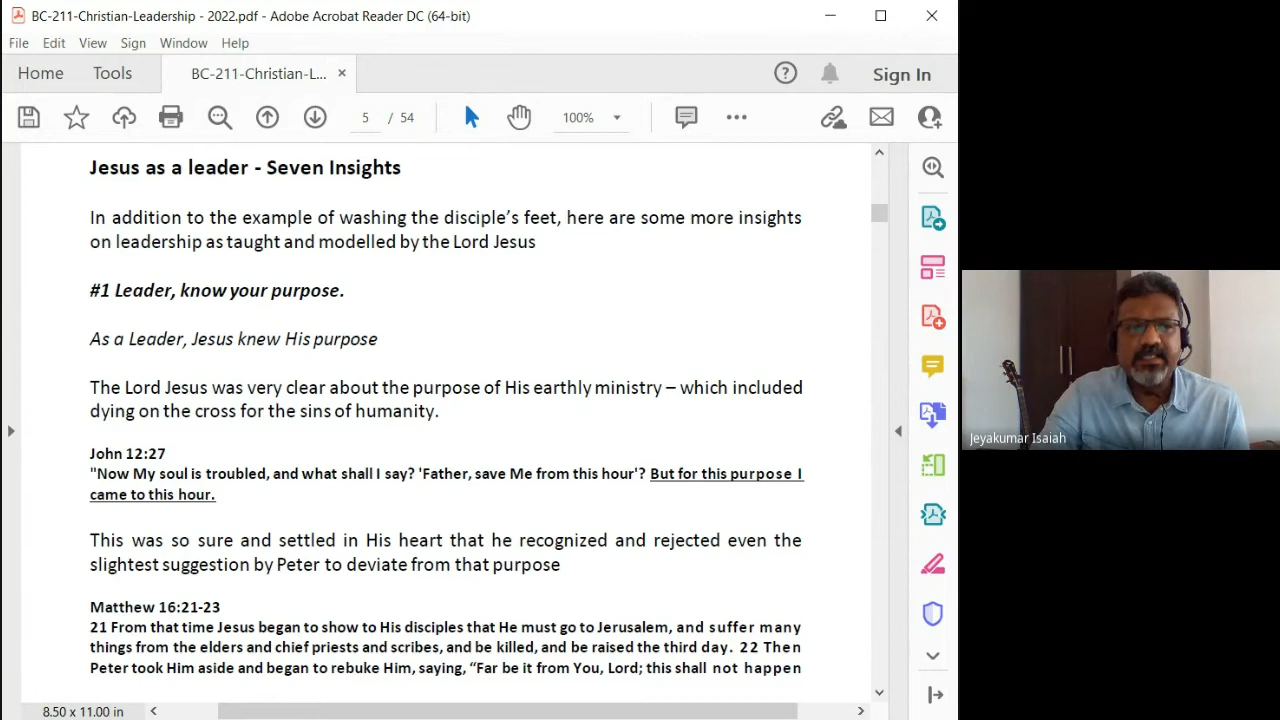 BC-211-Christian-Leadership - 2022.pdf - Adobe Acrobat Reader DC (64-bit)
File Edit View Sign Window Help
Home Tools BC-211-Christian-L... Sign In
5 / 54 100%
Jesus as a leader - Seven Insights
In addition to the example of washing the disciple’s feet, here are some more insights
on leadership as taught and modelled by the Lord Jesus
#1 Leader, know your purpose.
As a Leader, Jesus knew His purpose
The Lord Jesus was very clear about the purpose of His earthly ministry – which included
dying on the cross for the sins of humanity.
John 12:27
"Now My soul is troubled, and what shall I say? 'Father, save Me from this hour'? But for this purpose I
came to this hour.
This was so sure and settled in His heart that he recognized and rejected even the
slightest suggestion by Peter to deviate from that purpose
Matthew 16:21-23
21 From that time Jesus began to show to His disciples that He must go to Jerusalem, and suffer many
things from the elders and chief priests and scribes, and be killed, and be raised the third day. 22 Then
Peter took Him aside and began to rebuke Him, saying, “Far be it from You, Lord; this shall not happen
8.50 x 11.00 in
Jeyakumar Isaiah